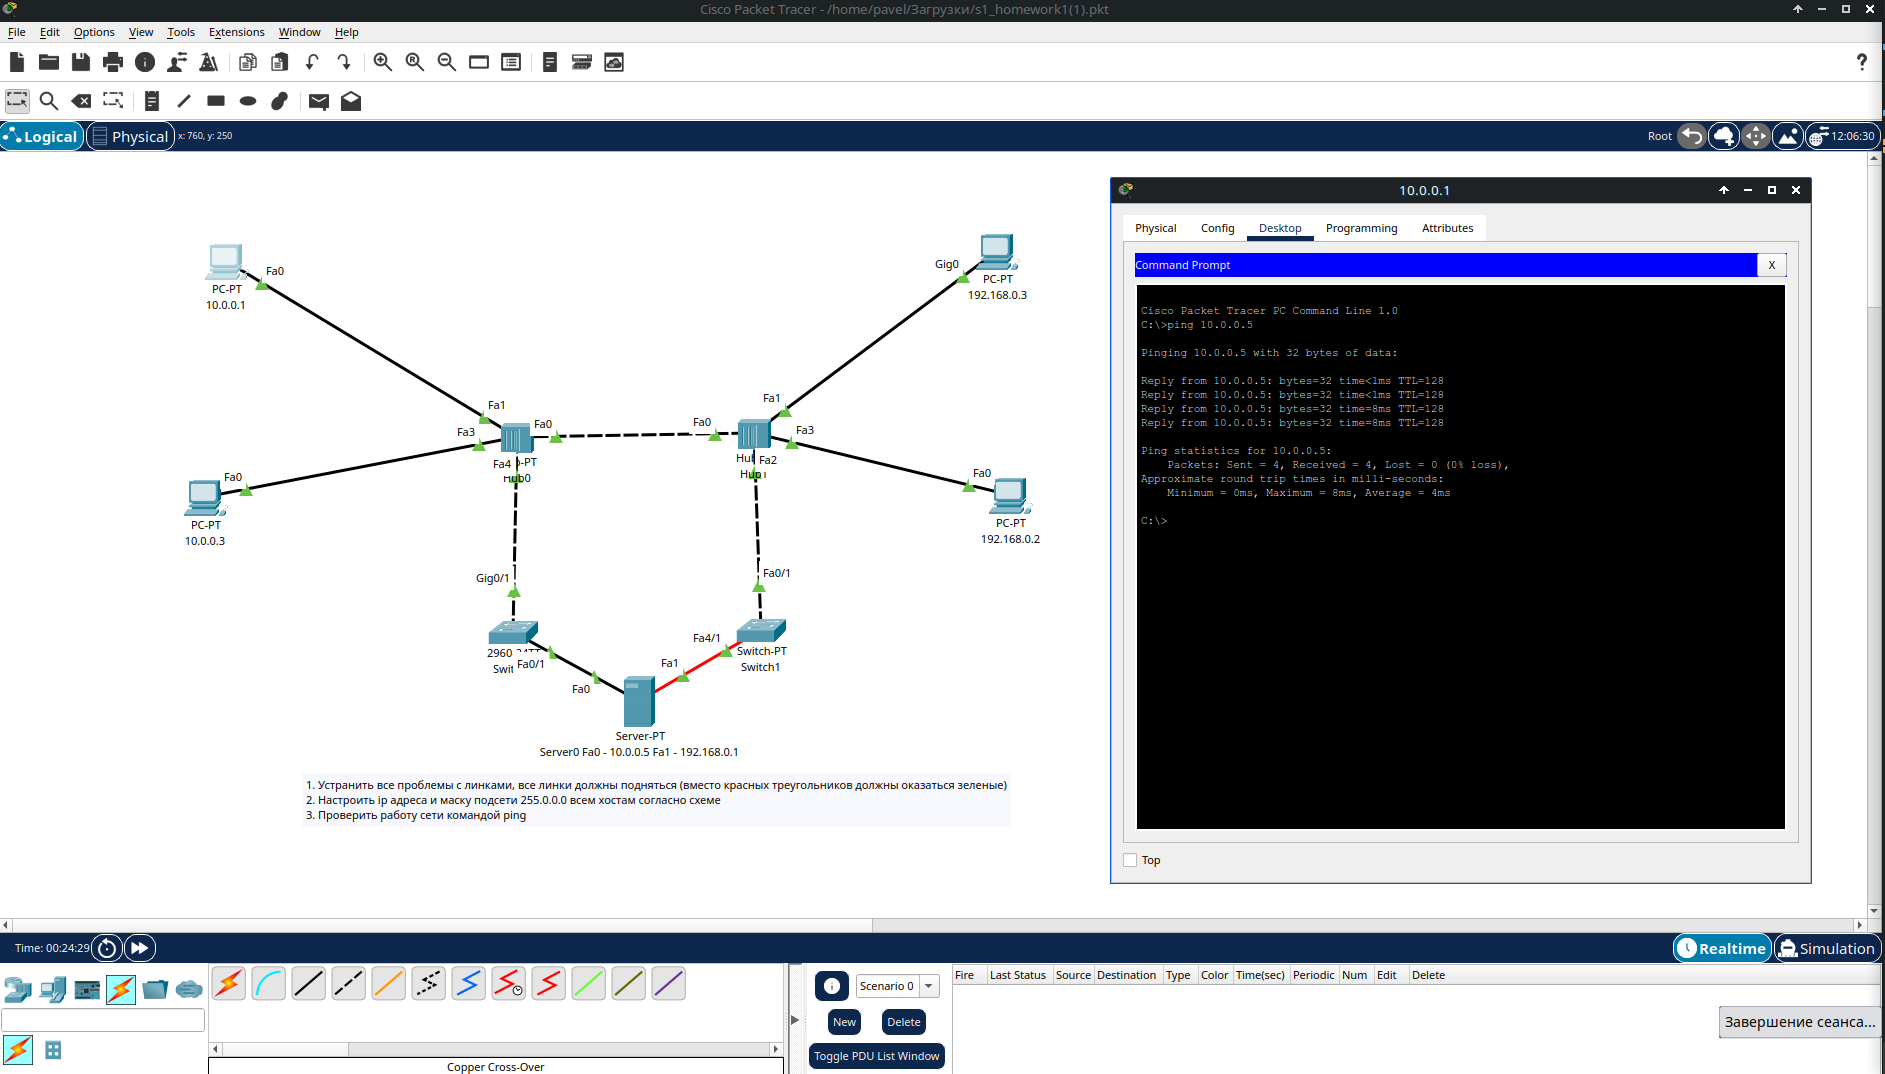 Cisco Packet Tracer - /home/pavel/Загрузки/s1_homework1(1).pkt
File Edit Options View Tools Extensions Window Help
Logical
Physical
x: 760, y: 250
Root
12:06:30
Fa0
PC-PT
10.0.0.1
Gig0
PC-PT
192.168.0.3
Fa1
Fa3
Fa0
Fa0
Fa1
Fa3
Fa4
-PT
Hub0
Fa2
Fa0
PC-PT
10.0.0.3
Fa0
PC-PT
192.168.0.2
Gig0/1
Fa0/1
2960
Swit
Fa0/1
Fa4/1
Switch-PT
Switch1
Fa1
Fa0
Server-PT
Server0 Fa0 - 10.0.0.5 Fa1 - 192.168.0.1
1. Устранить все проблемы с линками, все линки должны подняться (вместо красных треугольников должны оказаться зеленые)
2. Настроить ip адреса и маску подсети 255.0.0.0 всем хостам согласно схеме
3. Проверить работу сети командой ping
10.0.0.1
Physical Config Desktop Programming Attributes
Command Prompt
X
Cisco Packet Tracer PC Command Line 1.0
C:\>ping 10.0.0.5
Pinging 10.0.0.5 with 32 bytes of data:
Reply from 10.0.0.5: bytes=32 time<1ms TTL=128
Reply from 10.0.0.5: bytes=32 time<1ms TTL=128
Reply from 10.0.0.5: bytes=32 time=8ms TTL=128
Reply from 10.0.0.5: bytes=32 time=8ms TTL=128
Ping statistics for 10.0.0.5:
Packets: Sent = 4, Received = 4, Lost = 0 (0% loss),
Approximate round trip times in milli-seconds:
Minimum = 0ms, Maximum = 8ms, Average = 4ms
C:\>
Top
Time: 00:24:29
Realtime
Simulation
Copper Cross-Over
Scenario 0
New
Delete
Toggle PDU List Window
Fire Last Status Source Destination Type Color Time(sec) Periodic Num Edit Delete
Завершение сеанса...